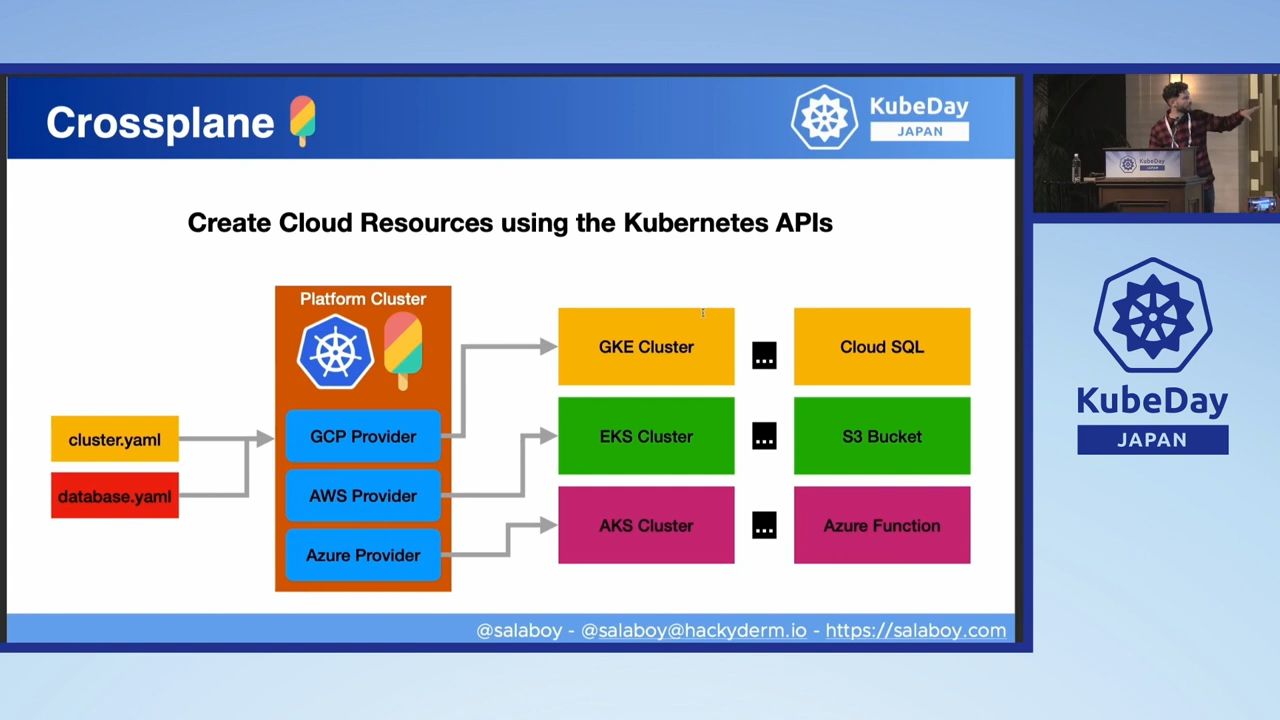 Crossplane
KubeDay
JAPAN
Create Cloud Resources using the Kubernetes APIs
Platform Cluster
cluster.yaml
database.yaml
GCP Provider
AWS Provider
Azure Provider
GKE Cluster
...
Cloud SQL
EKS Cluster
...
S3 Bucket
AKS Cluster
...
Azure Function
@salaboy - @salaboy@hackyderm.io - https://salaboy.com
KubeDay
JAPAN
KubeDay
JAPAN